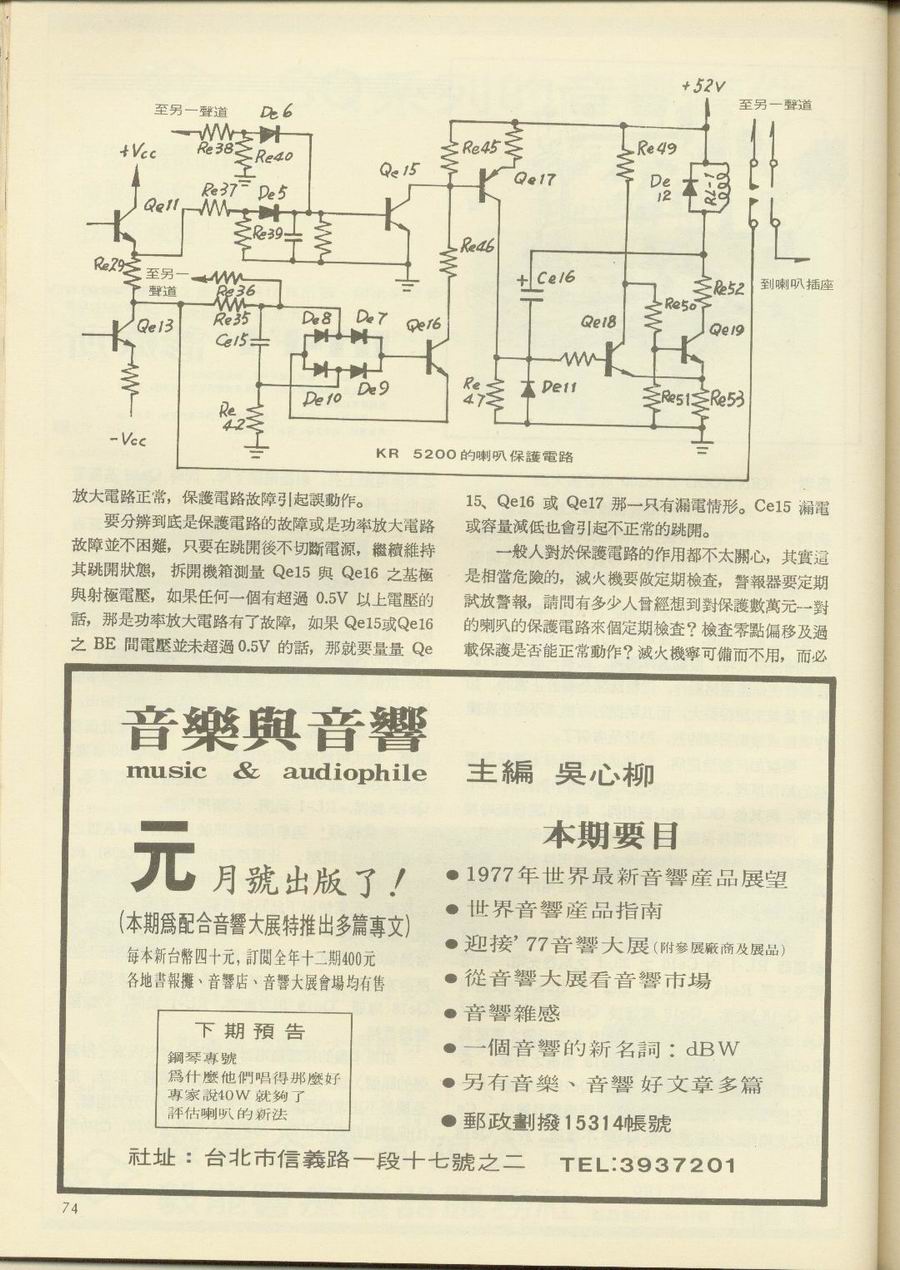 +52V
至另一聲道
De6
至另一聲道
Re38
Re40
+Vcc
Qe15
Re45
Qe17
Re49
De
12
RL-1
Qe11
Re37
De5
Re39
Re46
Re29
至另一
聲道
Re36
Re35
Ce16
Re50
Re52
到喇叭插座
Qe13
Ce15
De8
De7
Qe16
Qe18
Qe19
De10
De9
Re
42
Re
47
De11
Re51
Re53
-Vcc
KR 5200的喇叭保護電路
放大電路正常，保護電路故障引起誤動作。
要分辨到底是保護電路的故障或是功率放大電路
故障並不困難，只要在跳開後不切斷電源，繼續維持
其跳開狀態，拆開機箱測量 Qe15 與 Qe16 之基極
與射極電壓，如果任何一個有超過 0.5V 以上電壓的
話，那是功率放大電路有了故障，如果 Qe15或Qe16
之 BE 間電壓並未超過0.5V 的話，那就要量量 Qe
15、Qe16 或 Qe17 那一只有漏電情形。Ce15 漏電
或容量減低也會引起不正常的跳開。
一般人對於保護電路的作用都不太關心，其實這
是相當危險的，滅火機要做定期檢查，警報器要定期
試放警報，請問有多少人曾經想到對保護數萬元一對
的喇叭的保護電路來個定期檢查？檢查零點偏移及過
載保護是否能正常動作？滅火機寧可備而不用，而必
音樂與音響
music & audiophile
主編 吳心柳
元月號出版了！
(本期爲配合音響大展特推出多篇專文)
每本新台幣四十元，訂閱全年十二期400元
各地書報攤、音響店、音響大展會場均有售
下期預告
鋼琴專號
爲什麼他們唱得那麼好
專家說40W就夠了
評估喇叭的新法
本期要目
●1977年世界最新音響產品展望
●世界音響產品指南
●迎接'77音響大展(附參展廠商及展品)
●從音響大展看音響市場
●音響雜感
●一個音響的新名詞：dBW
●另有音樂、音響好文章多篇
●郵政劃撥15314帳號
社址：台北市信義路一段十七號之二 TEL:3937201
74